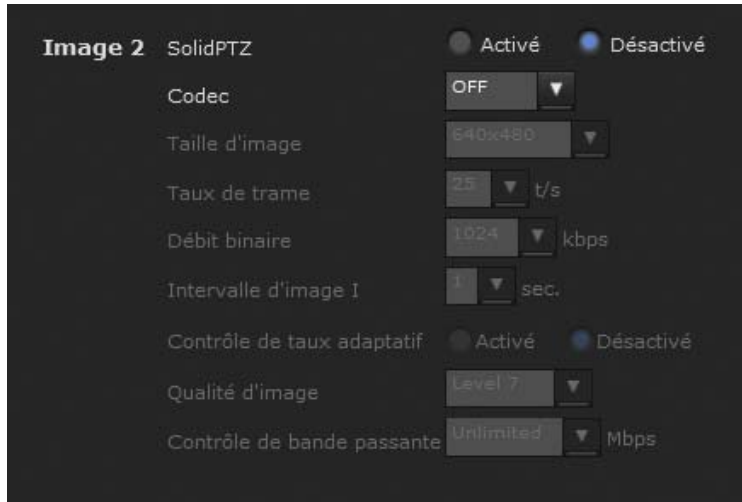 Image 2 SolidPTZ Activé Désactivé
Codec OFF
Taille d'image 640x480
Taux de trame 25 t/s
Débit binaire 1024 kbps
Intervalle d'image I 1 sec.
Contrôle de taux adaptatif Activé Désactivé
Qualité d'image Level 7
Contrôle de bande passante Unlimited Mbps